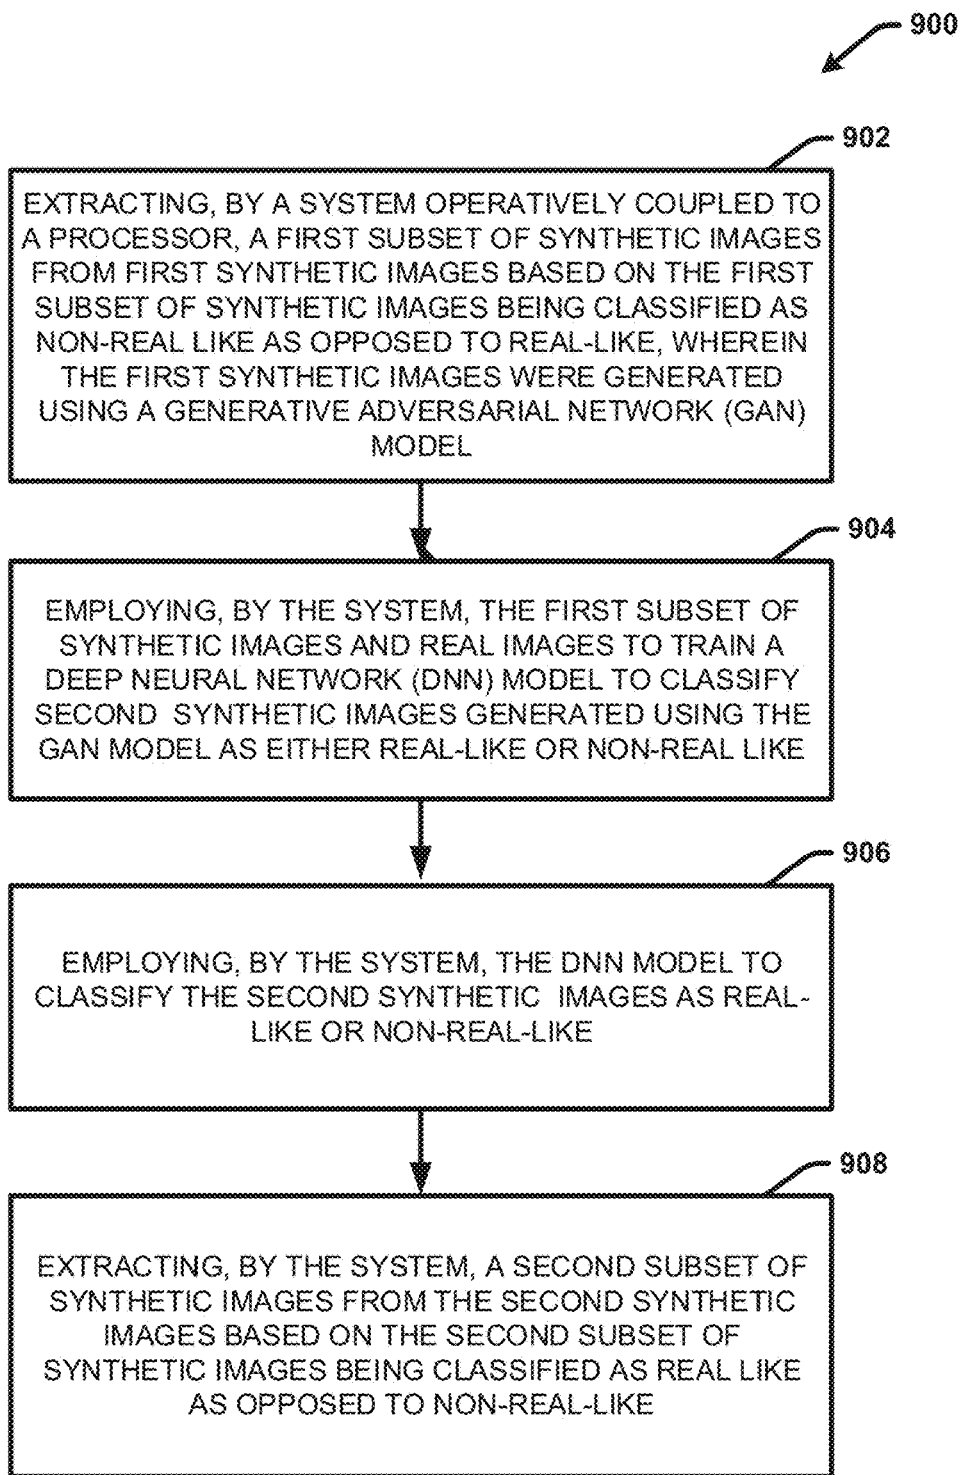 900
902
EXTRACTING, BY A SYSTEM OPERATIVELY COUPLED TO
A PROCESSOR, A FIRST SUBSET OF SYNTHETIC IMAGES
FROM FIRST SYNTHETIC IMAGES BASED ON THE FIRST
SUBSET OF SYNTHETIC IMAGES BEING CLASSIFIED AS
NON-REAL LIKE AS OPPOSED TO REAL-LIKE, WHEREIN
THE FIRST SYNTHETIC IMAGES WERE GENERATED
USING A GENERATIVE ADVERSARIAL NETWORK (GAN)
MODEL
904
EMPLOYING, BY THE SYSTEM, THE FIRST SUBSET OF
SYNTHETIC IMAGES AND REAL IMAGES TO TRAIN A
DEEP NEURAL NETWORK (DNN) MODEL TO CLASSIFY
SECOND SYNTHETIC IMAGES GENERATED USING THE
GAN MODEL AS EITHER REAL-LIKE OR NON-REAL LIKE
906
EMPLOYING, BY THE SYSTEM, THE DNN MODEL TO
CLASSIFY THE SECOND SYNTHETIC IMAGES AS REAL-
LIKE OR NON-REAL-LIKE
908
EXTRACTING, BY THE SYSTEM, A SECOND SUBSET OF
SYNTHETIC IMAGES FROM THE SECOND SYNTHETIC
IMAGES BASED ON THE SECOND SUBSET OF
SYNTHETIC IMAGES BEING CLASSIFIED AS REAL LIKE
AS OPPOSED TO NON-REAL-LIKE